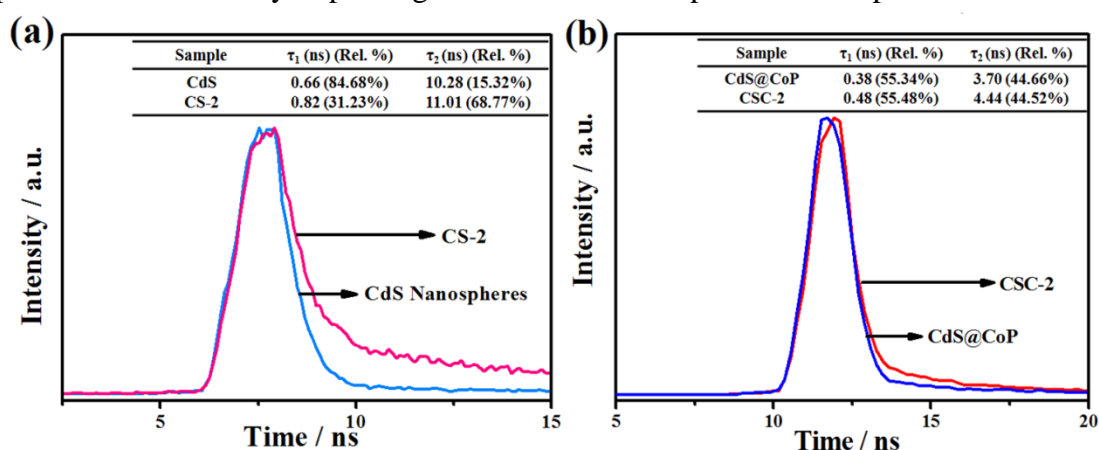 (a)
Sample τ₁ (ns) (Rel. %) τ₂ (ns) (Rel. %)
CdS 0.66 (84.68%) 10.28 (15.32%)
CS-2 0.82 (31.23%) 11.01 (68.77%)
CS-2
CdS Nanospheres
Intensity / a.u.
5 10 15
Time / ns
(b)
Sample τ₁ (ns) (Rel. %) τ₂ (ns) (Rel. %)
CdS@CoP 0.38 (55.34%) 3.70 (44.66%)
CSC-2 0.48 (55.48%) 4.44 (44.52%)
CSC-2
CdS@CoP
Intensity / a.u.
5 10 15 20
Time / ns